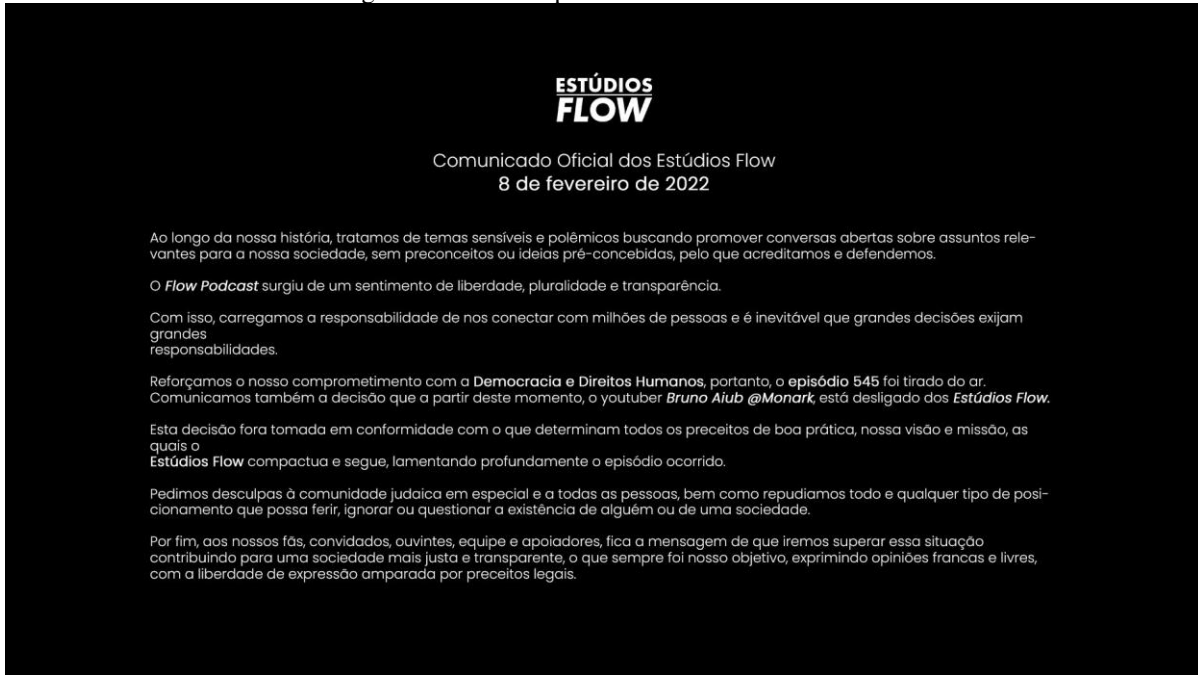 ESTÚDIOS
FLOW
Comunicado Oficial dos Estúdios Flow
8 de fevereiro de 2022
Ao longo da nossa história, tratamos de temas sensíveis e polêmicos buscando promover conversas abertas sobre assuntos rele-
vantes para a nossa sociedade, sem preconceitos ou ideias pré-concebidas, pelo que acreditamos e defendemos.
O Flow Podcast surgiu de um sentimento de liberdade, pluralidade e transparência.
Com isso, carregamos a responsabilidade de nos conectar com milhões de pessoas e é inevitável que grandes decisões exijam
grandes
responsabilidades.
Reforçamos o nosso comprometimento com a Democracia e Direitos Humanos, portanto, o episódio 545 foi tirado do ar.
Comunicamos também a decisão que a partir deste momento, o youtuber Bruno Aiub @Monark, está desligado dos Estúdios Flow.
Esta decisão fora tomada em conformidade com o que determinam todos os preceitos de boa prática, nossa visão e missão, as
quais o
Estúdios Flow compactua e segue, lamentando profundamente o episódio ocorrido.
Pedimos desculpas à comunidade judaica em especial e a todas as pessoas, bem como repudiamos todo e qualquer tipo de posi-
cionamento que possa ferir, ignorar ou questionar a existência de alguém ou de uma sociedade.
Por fim, aos nossos fãs, convidados, ouvintes, equipe e apoiadores, fica a mensagem de que iremos superar essa situação
contribuindo para uma sociedade mais justa e transparente, o que sempre foi nosso objetivo, exprimindo opiniões francas e livres,
com a liberdade de expressão amparada por preceitos legais.